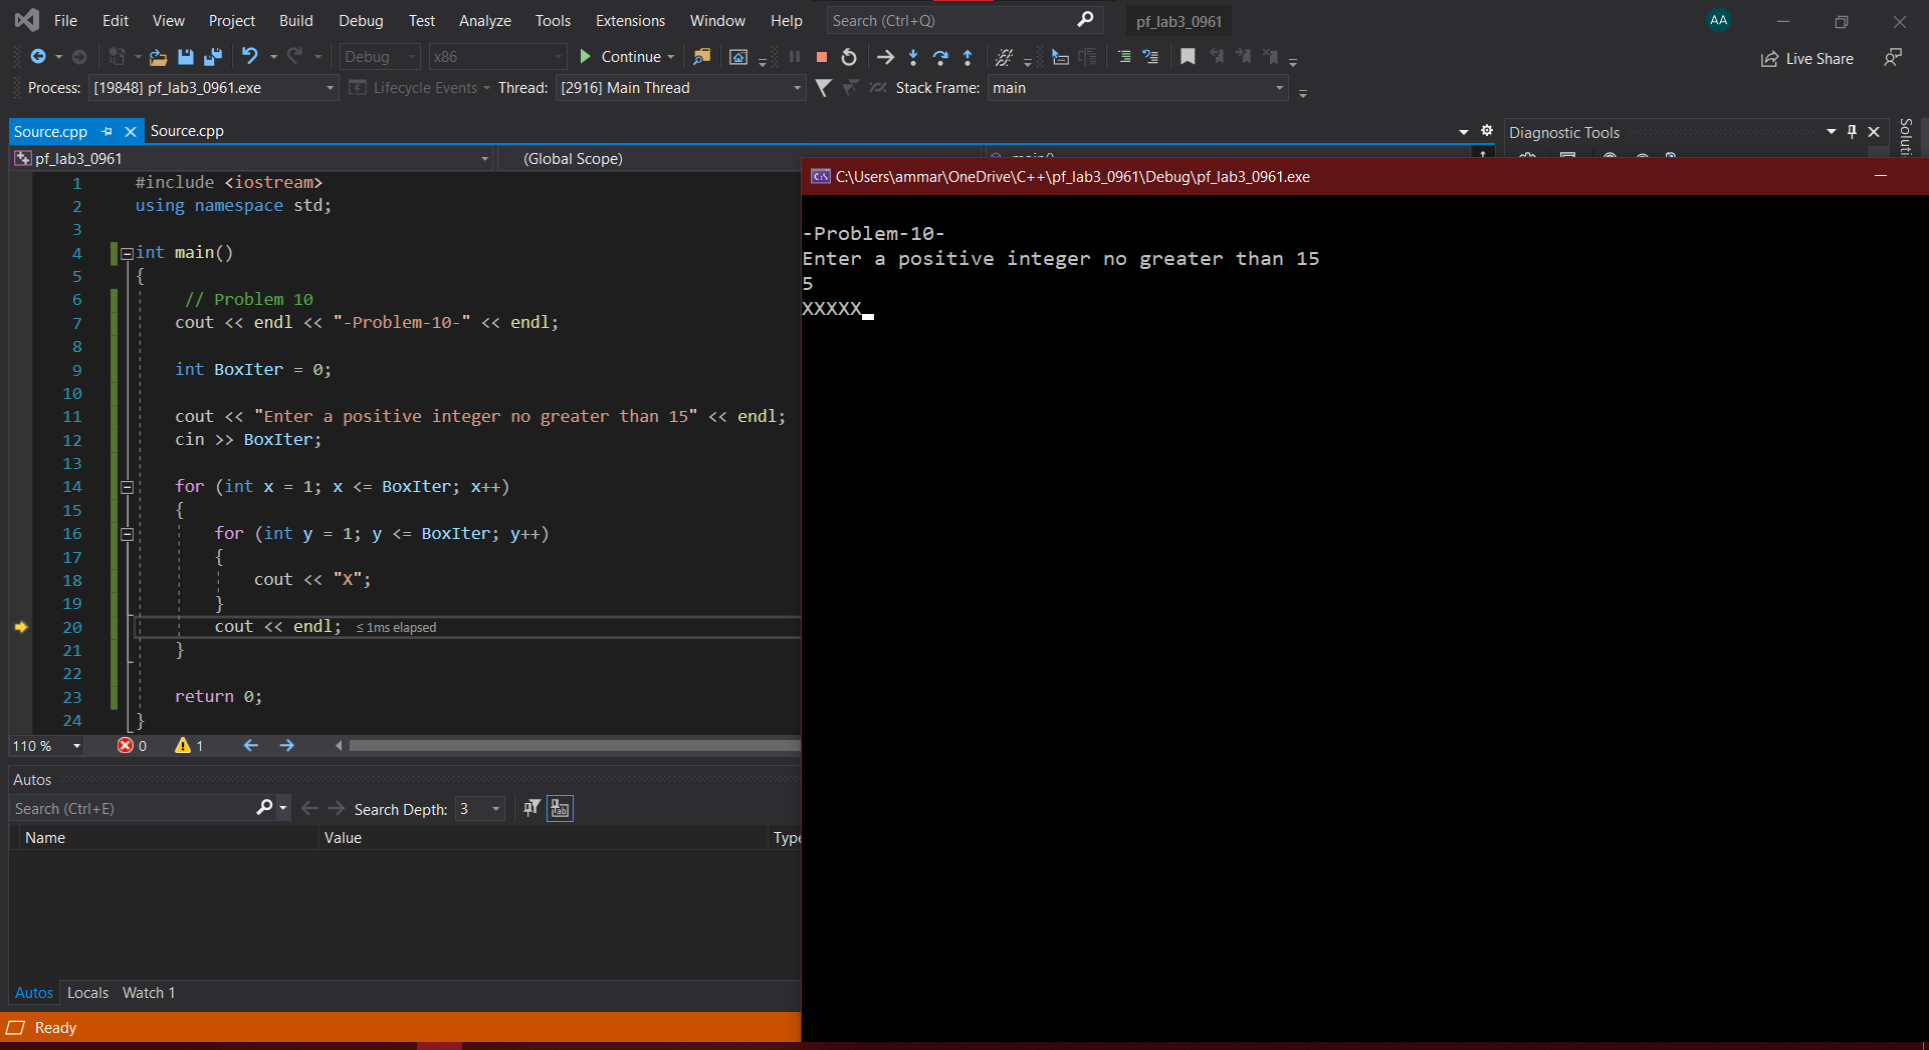 File Edit View Project Build Debug Test Analyze Tools Extensions Window Help Search (Ctrl+Q) pf_lab3_0961 AA
Debug x86 Continue Live Share
Process: [19848] pf_lab3_0961.exe Lifecycle Events Thread: [2916] Main Thread Stack Frame: main
Source.cpp Source.cpp
pf_lab3_0961 (Global Scope) main()
1 #include <iostream>
2 using namespace std;
3
4 int main()
5 {
6 // Problem 10
7 cout << endl << "-Problem-10-" << endl;
8
9 int BoxIter = 0;
10
11 cout << "Enter a positive integer no greater than 15" << endl;
12 cin >> BoxIter;
13
14 for (int x = 1; x <= BoxIter; x++)
15 {
16 for (int y = 1; y <= BoxIter; y++)
17 {
18 cout << "X";
19 }
20 cout << endl; ≤ 1ms elapsed
21 }
22
23 return 0;
24 }
110 % 0 1
Autos
Search (Ctrl+E) Search Depth: 3
Name Value Type
Autos Locals Watch 1
Ready
Diagnostic Tools
C:\Users\ammar\OneDrive\C++\pf_lab3_0961\Debug\pf_lab3_0961.exe
-Problem-10-
Enter a positive integer no greater than 15
5
XXXXX